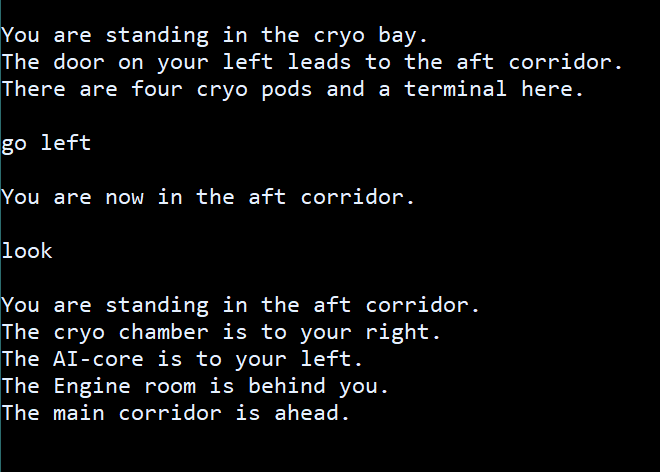 You are standing in the cryo bay.
The door on your left leads to the aft corridor.
There are four cryo pods and a terminal here.
go left
You are now in the aft corridor.
look
You are standing in the aft corridor.
The cryo chamber is to your right.
The AI-core is to your left.
The Engine room is behind you.
The main corridor is ahead.